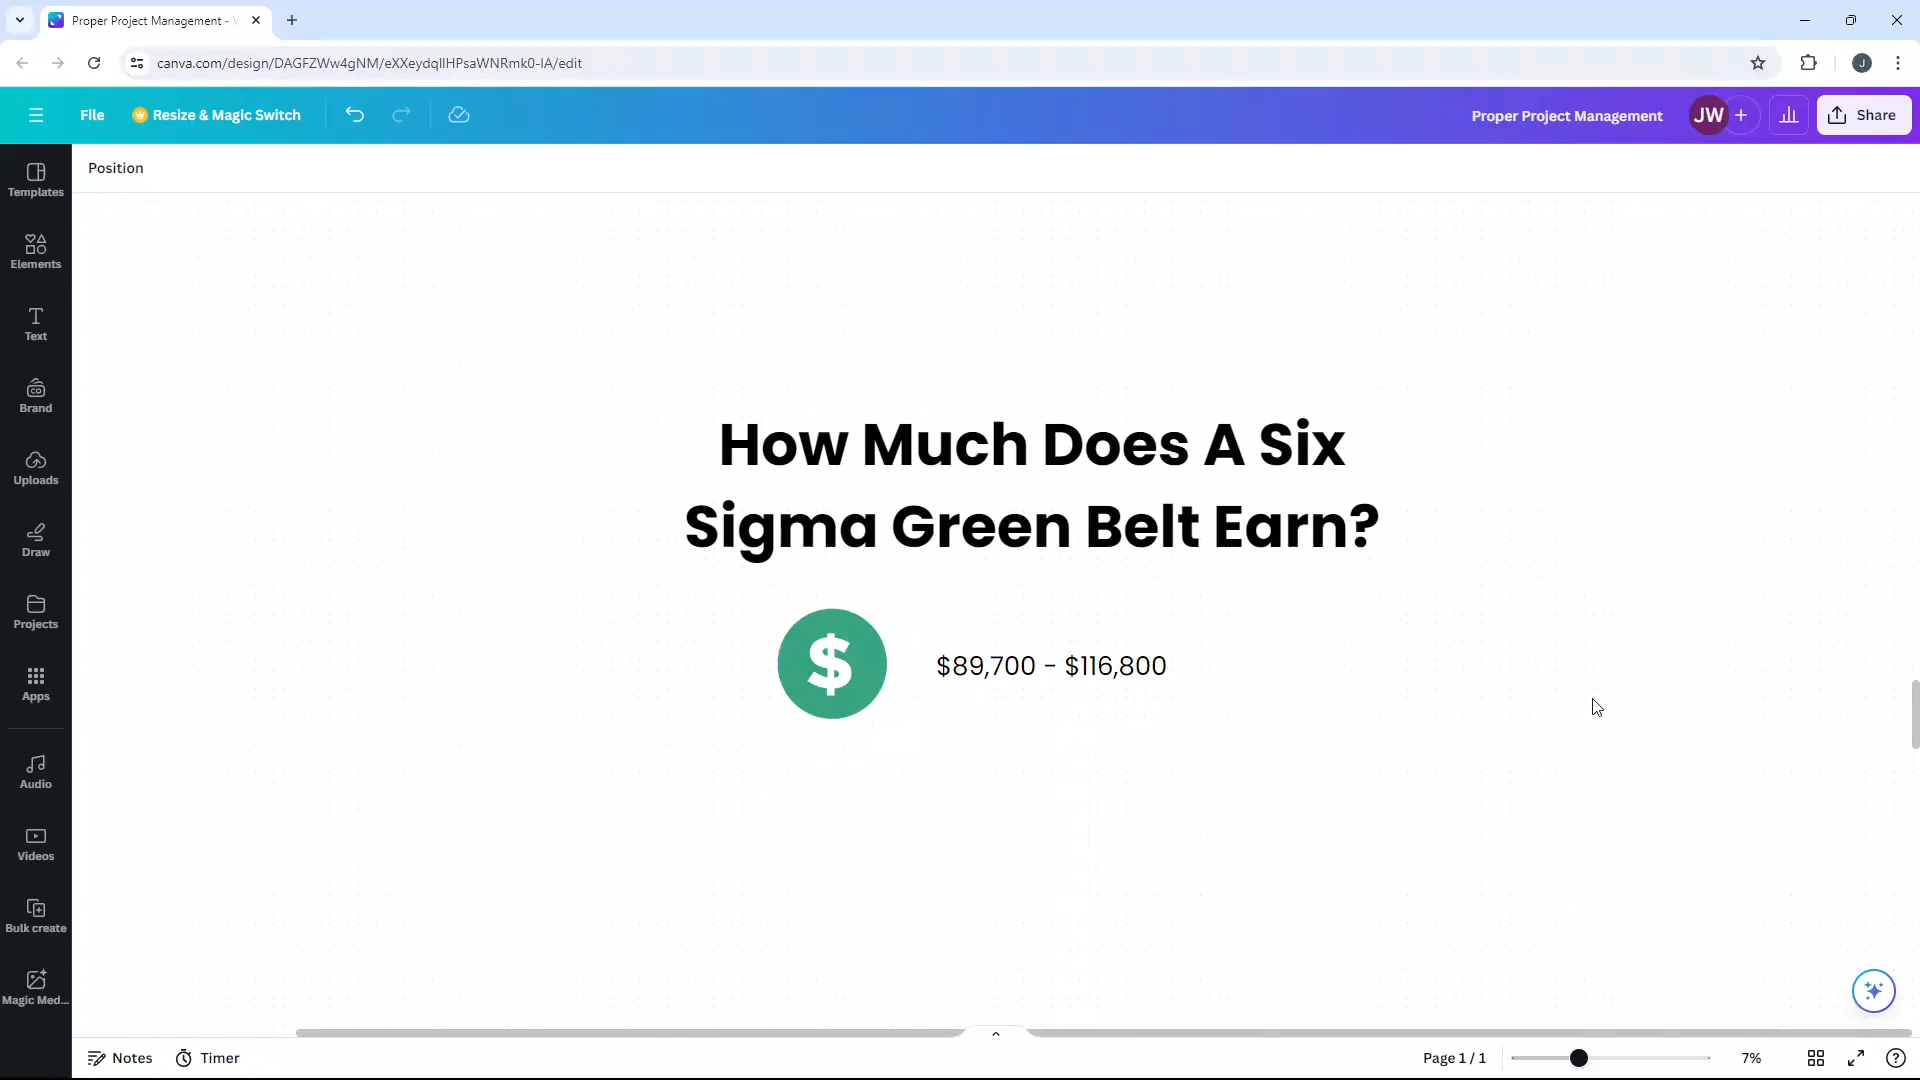 Proper Project Management -
canva.com/design/DAGFZWw4gNM/eXXeydqIlHPsaWNRmk0-lA/edit
J
File
Resize & Magic Switch
Proper Project Management
JW
+
Share
Position
Templates
Elements
Text
Brand
Uploads
Draw
Projects
Apps
Audio
Videos
Bulk create
Magic Med...
How Much Does A Six
Sigma Green Belt Earn?
$
$89,700 - $116,800
Notes
Timer
Page 1 / 1
7%